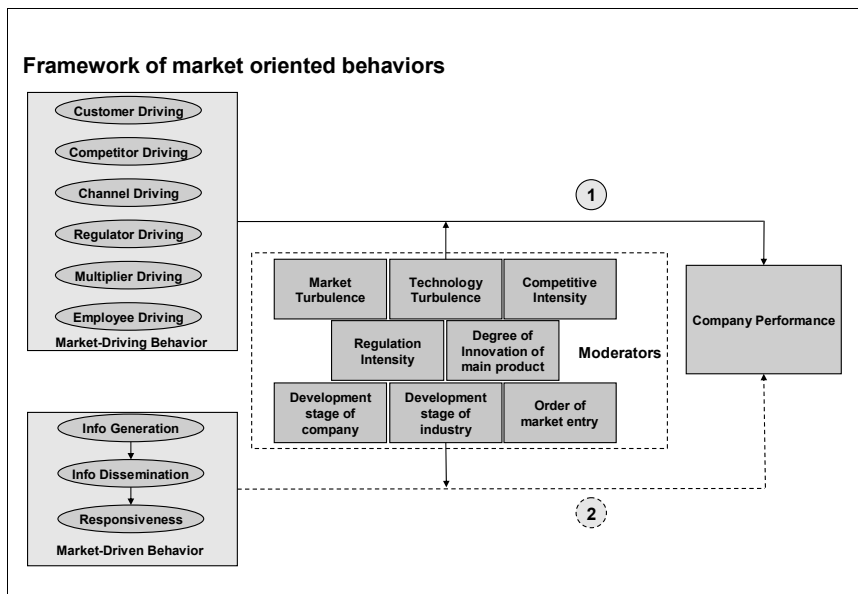 Framework of market oriented behaviors
Customer Driving
Competitor Driving
Channel Driving
Regulator Driving
Multiplier Driving
Employee Driving
Market-Driving Behavior
1
Market
Turbulence
Technology
Turbulence
Competitive
Intensity
Regulation
Intensity
Degree of
Innovation of
main product
Moderators
Development
stage of
company
Development
stage of
industry
Order of
market entry
Company Performance
Info Generation
Info Dissemination
Responsiveness
Market-Driven Behavior
2